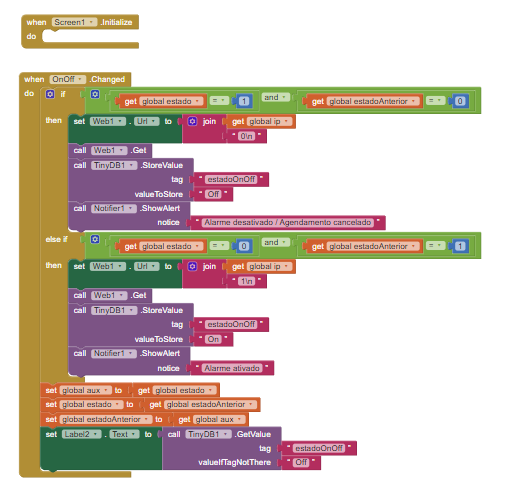 when Screen1 .Initialize
do
when OnOff .Changed
do if get global estado = 1 and get global estadoAnterior = 0
then set Web1 . Url to join get global ip
" 0\n "
call Web1 .Get
call TinyDB1 .StoreValue
tag " estadoOnOff "
valueToStore " Off "
call Notifier1 .ShowAlert
notice " Alarme desativado / Agendamento cancelado "
else if get global estado = 0 and get global estadoAnterior = 1
then set Web1 . Url to join get global ip
" 1\n "
call Web1 .Get
call TinyDB1 .StoreValue
tag " estadoOnOff "
valueToStore " On "
call Notifier1 .ShowAlert
notice " Alarme ativado "
set global aux to get global estado
set global estado to get global estadoAnterior
set global estadoAnterior to get global aux
set Label2 . Text to call TinyDB1 .GetValue
tag " estadoOnOff "
valueIfTagNotThere " Off "